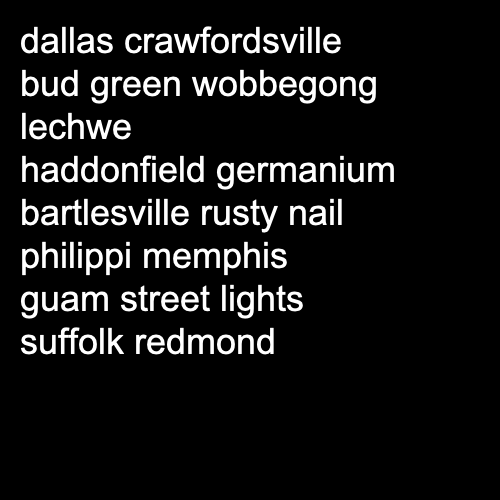 dallas crawfordsville
bud green wobbegong
lechwe
haddonfield germanium
bartlesville rusty nail
philippi memphis
guam street lights
suffolk redmond